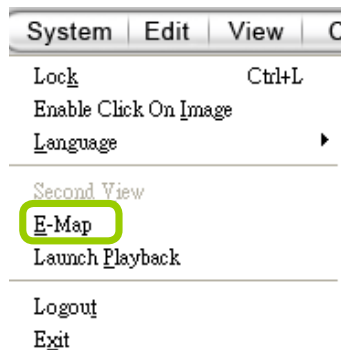 System Edit View
Lock Ctrl+L
Enable Click On Image
Language
Second View
E-Map
Launch Playback
Logout
Exit